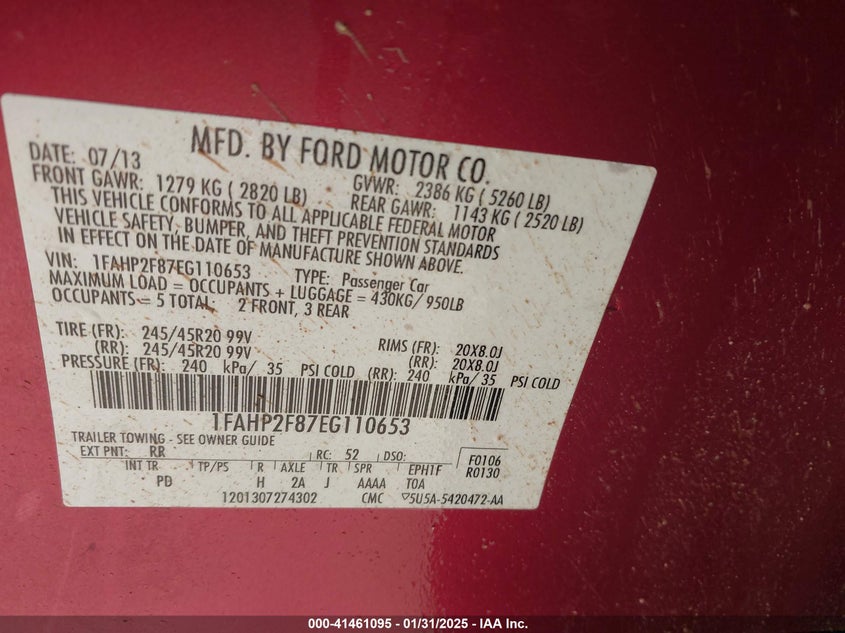 MFD. BY FORD MOTOR CO.
DATE: 07/13
GVWR: 2386 KG ( 5260 LB)
FRONT GAWR: 1279 KG ( 2820 LB)
REAR GAWR: 1143 KG ( 2520 LB)
THIS VEHICLE CONFORMS TO ALL APPLICABLE FEDERAL MOTOR
VEHICLE SAFETY, BUMPER, AND THEFT PREVENTION STANDARDS
IN EFFECT ON THE DATE OF MANUFACTURE SHOWN ABOVE.
VIN: 1FAHP2F87EG110653 TYPE: Passenger Car
MAXIMUM LOAD = OCCUPANTS + LUGGAGE = 430KG/ 950LB
OCCUPANTS = 5 TOTAL: 2 FRONT, 3 REAR
TIRE (FR): 245/45R20 99V RIMS (FR): 20X8.0J
(RR): 245/45R20 99V (RR): 20X8.0J
PRESSURE (FR): 240 kPa/ 35 PSI COLD (RR): 240 kPa/ 35 PSI COLD
1FAHP2F87EG110653
TRAILER TOWING - SEE OWNER GUIDE
EXT PNT: RR RC: 52 DSO: F0106
R0130
INT TR TP/PS R AXLE TR SPR EPH1F
PD H 2A J AAAA T0A
1201307274302 CMC 5U5A-5420472-AA
000-41461095 - 01/31/2025 - IAA Inc.